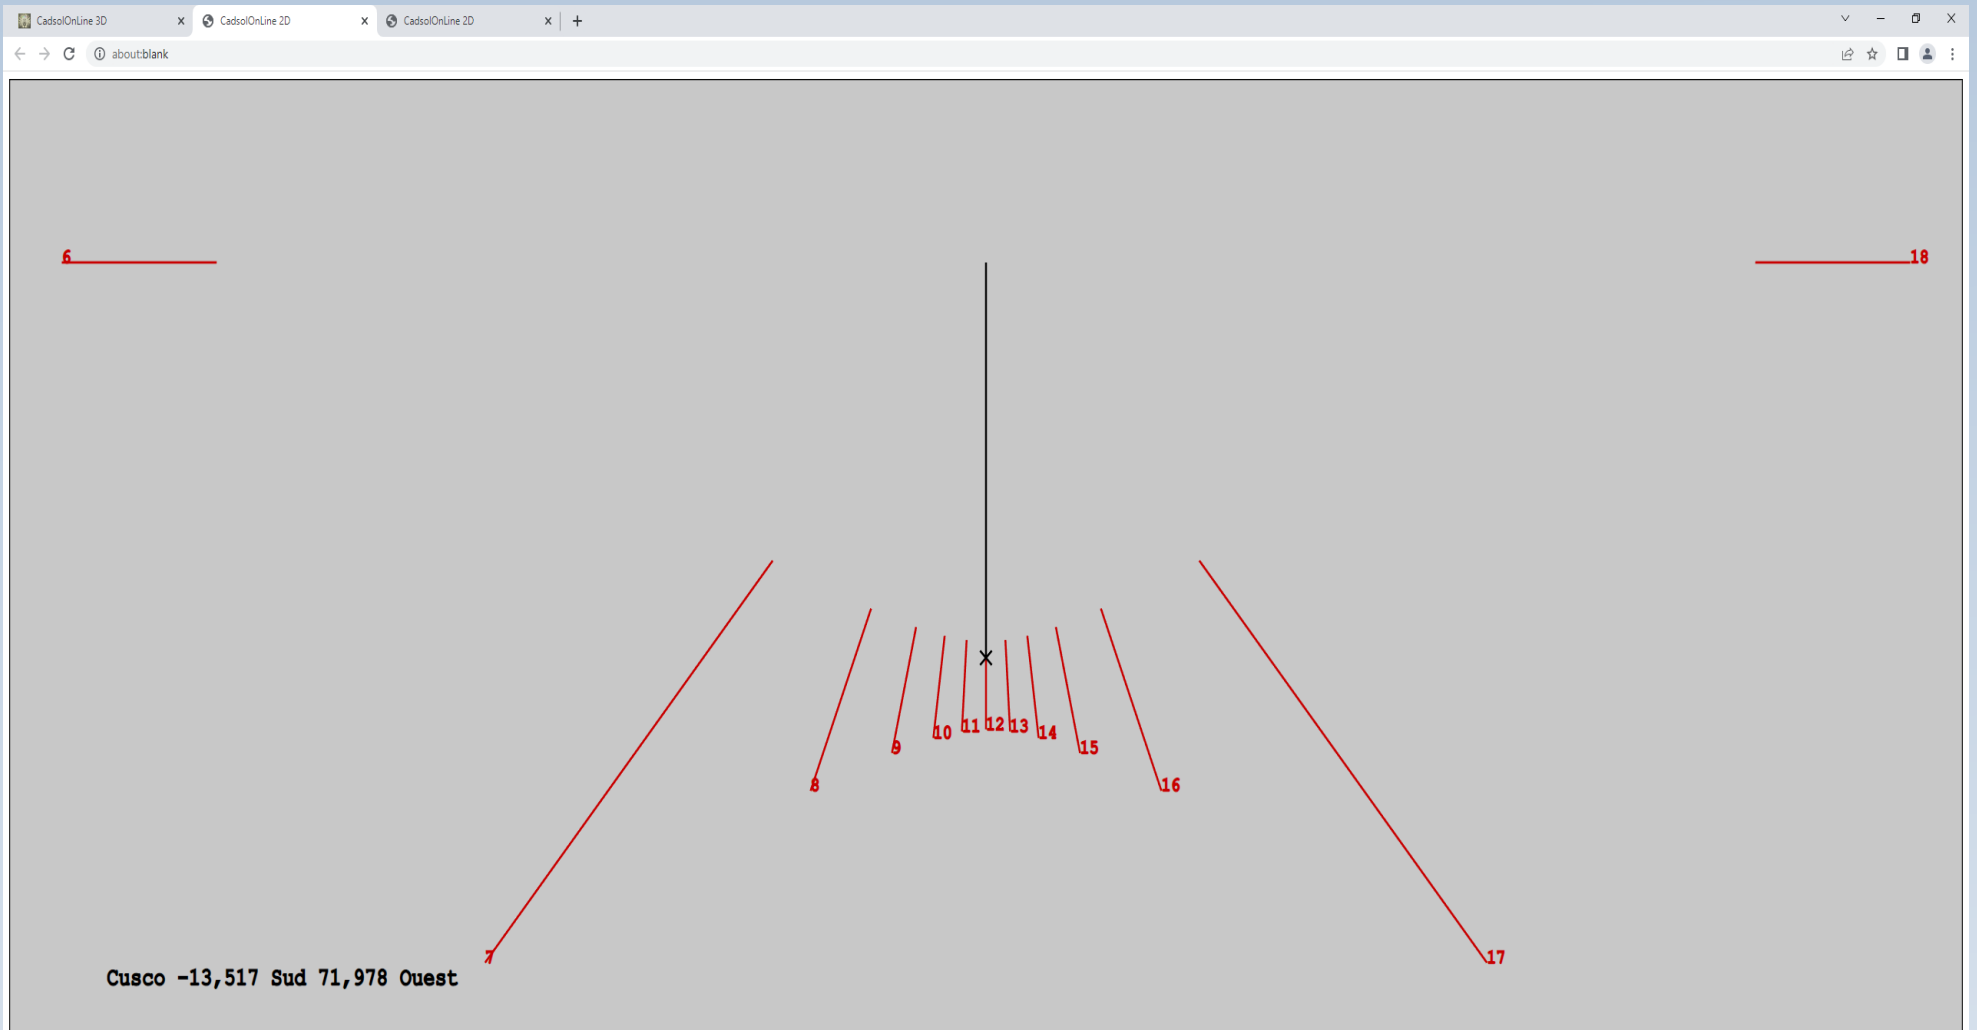 CadsolOnLine 3D
CadsolOnLine 2D
CadsolOnLine 2D
about:blank
6
18
10 11 12 13 14
9
15
8
16
7
17
Cusco -13,517 Sud 71,978 Ouest